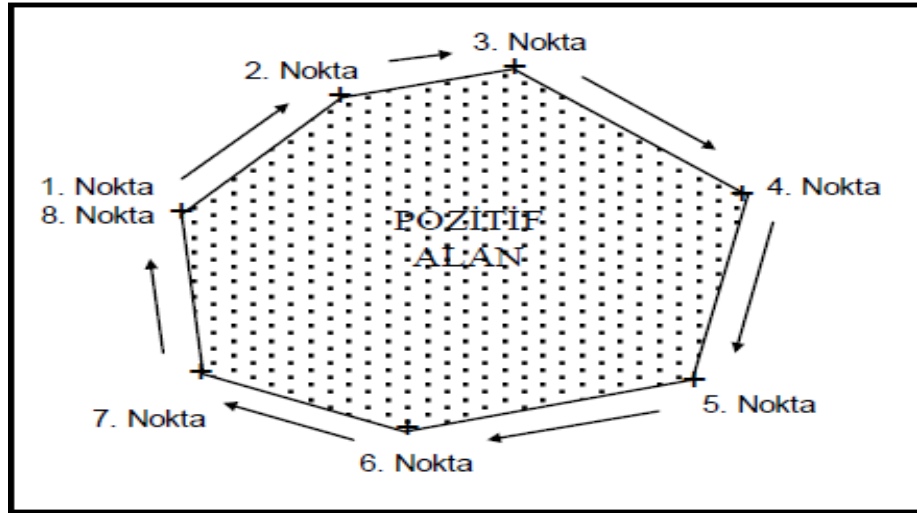 3. Nokta
2. Nokta
1. Nokta
8. Nokta
4. Nokta
POZİTİF
ALAN
5. Nokta
7. Nokta
6. Nokta